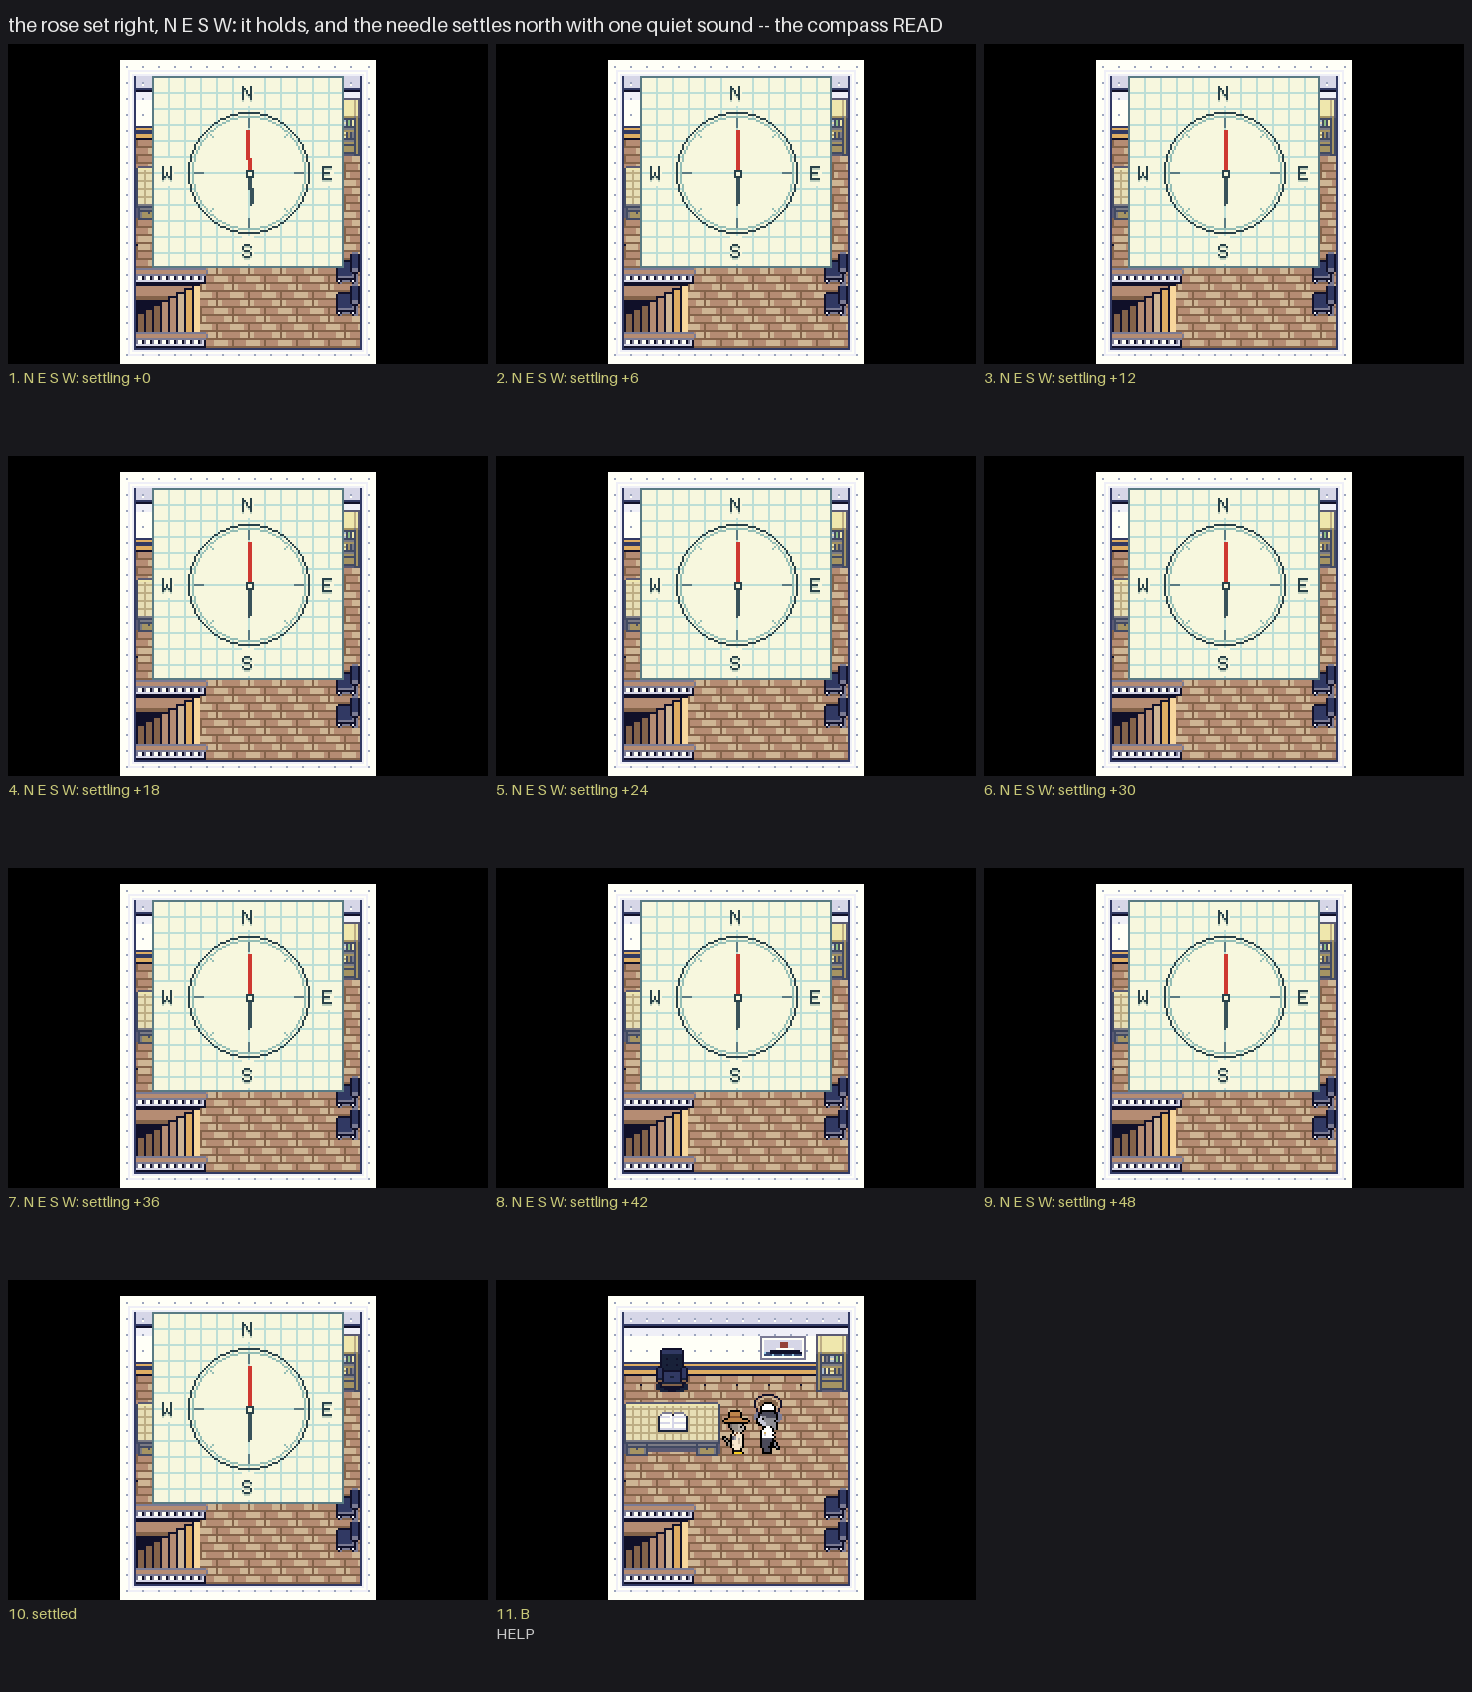 the rose set right, N E S W: it holds, and the needle settles north with one quiet sound -- the compass READ
N
W E
S
N
W E
S
N
W E
S
1. N E S W: settling +0
2. N E S W: settling +6
3. N E S W: settling +12
N
W E
S
N
W E
S
N
W E
S
4. N E S W: settling +18
5. N E S W: settling +24
6. N E S W: settling +30
N
W E
S
N
W E
S
N
W E
S
7. N E S W: settling +36
8. N E S W: settling +42
9. N E S W: settling +48
N
W E
S
10. settled
11. B
HELP